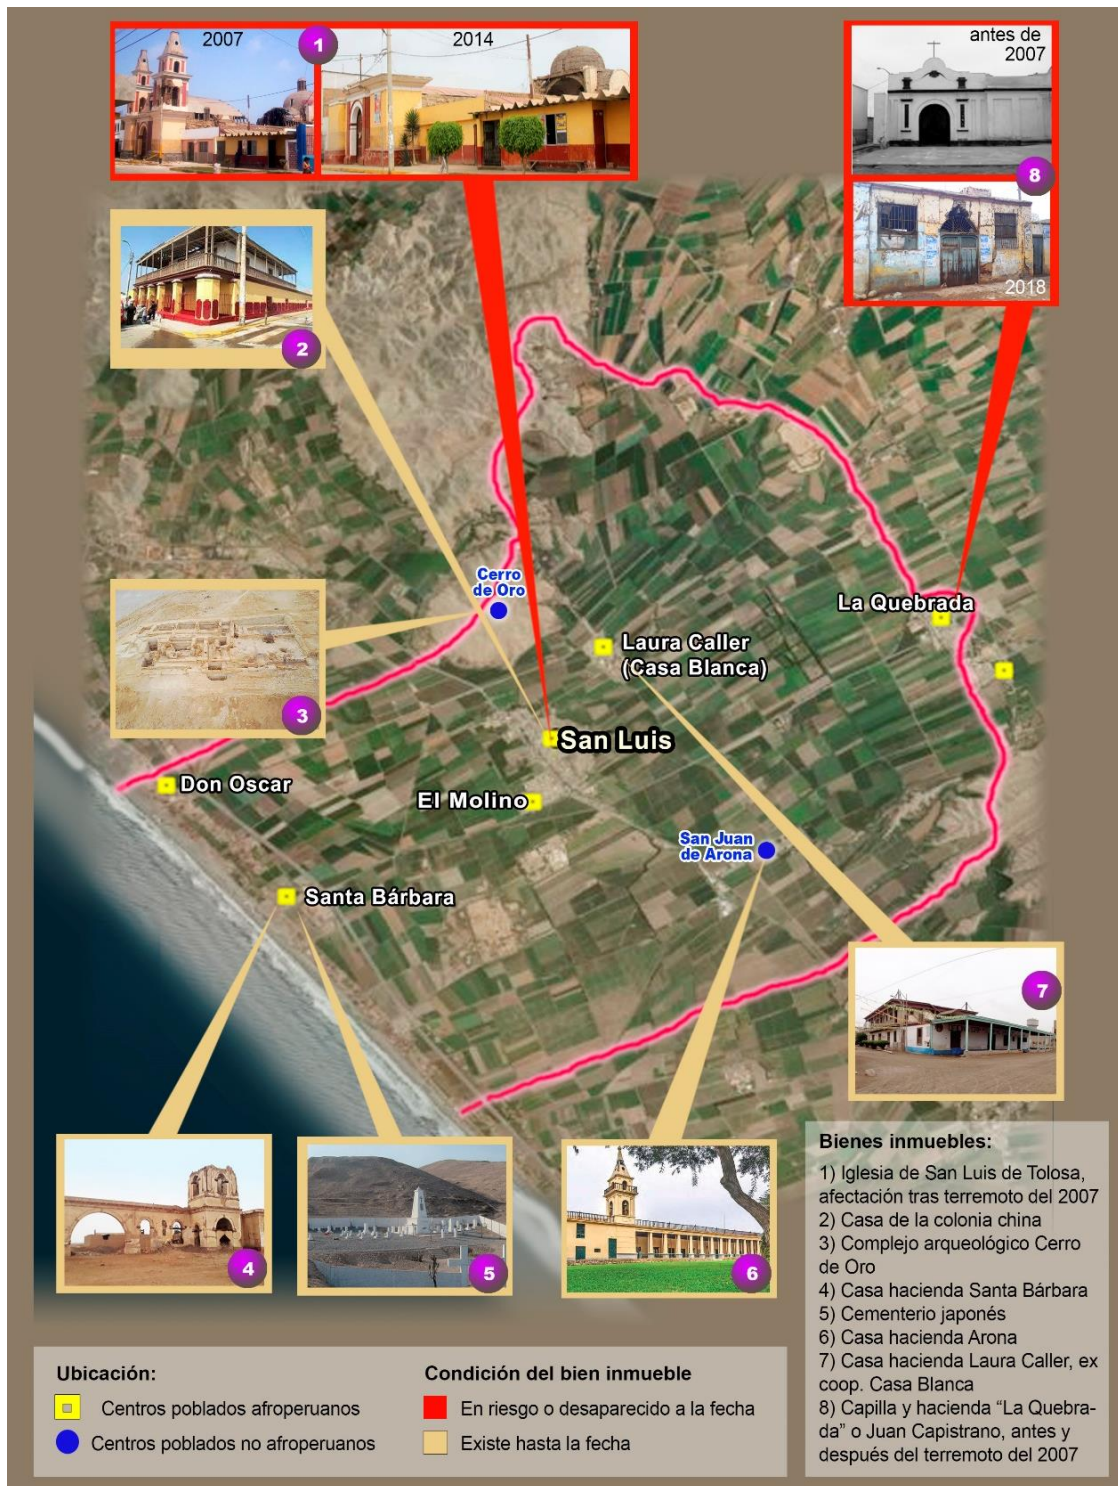 2007
1
2014
antes de
2007
8
2018
2
Cerro
de Oro
La Quebrada
Laura Caller
(Casa Blanca)
3
San Luis
Don Oscar
El Molino
San Juan
de Arona
Santa Bárbara
7
4
5
6
Bienes inmuebles:
1) Iglesia de San Luis de Tolosa,
afectación tras terremoto del 2007
2) Casa de la colonia china
3) Complejo arqueológico Cerro
de Oro
4) Casa hacienda Santa Bárbara
5) Cementerio japonés
6) Casa hacienda Arona
7) Casa hacienda Laura Caller, ex
coop. Casa Blanca
8) Capilla y hacienda “La Quebra-
da” o Juan Capistrano, antes y
después del terremoto del 2007
Ubicación:
Centros poblados afroperuanos
Centros poblados no afroperuanos
Condición del bien inmueble
En riesgo o desaparecido a la fecha
Existe hasta la fecha